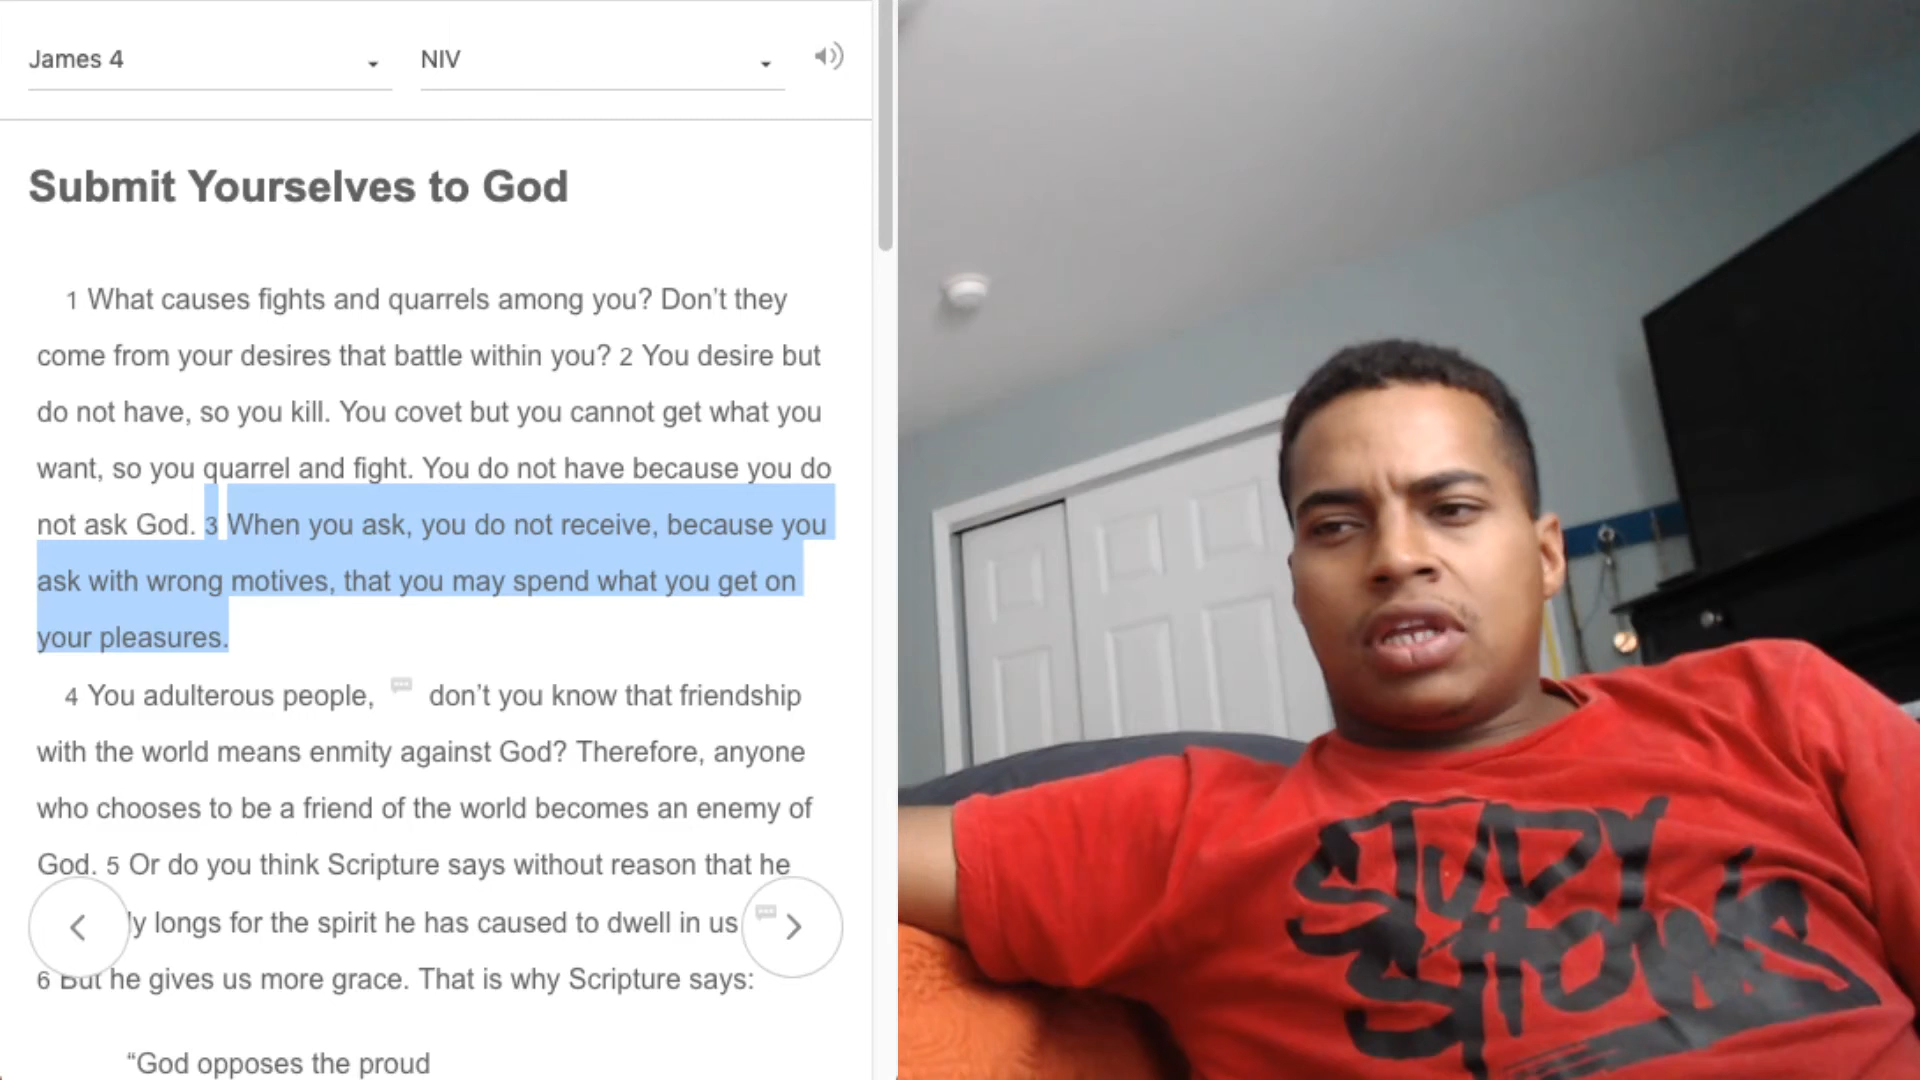 James 4
NIV
Submit Yourselves to God
1 What causes fights and quarrels among you? Don’t they
come from your desires that battle within you? 2 You desire but
do not have, so you kill. You covet but you cannot get what you
want, so you quarrel and fight. You do not have because you do
not ask God. 3 When you ask, you do not receive, because you
ask with wrong motives, that you may spend what you get on
your pleasures.
4 You adulterous people, don’t you know that friendship
with the world means enmity against God? Therefore, anyone
who chooses to be a friend of the world becomes an enemy of
God. 5 Or do you think Scripture says without reason that he
ly longs for the spirit he has caused to dwell in us
6 But he gives us more grace. That is why Scripture says:
“God opposes the proud